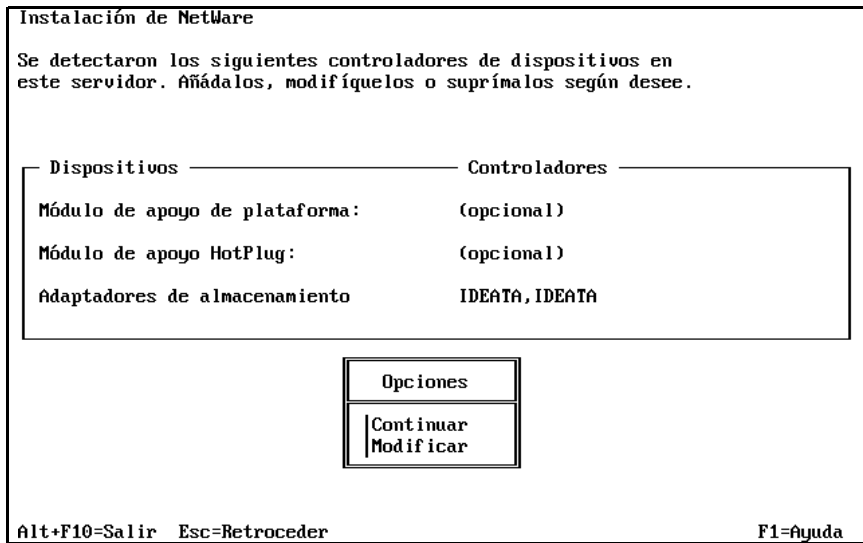 Instalación de NetWare
Se detectaron los siguientes controladores de dispositivos en
este servidor. Añádalos, modifíquelos o suprímalos según desee.
Dispositivos Controladores
Módulo de apoyo de plataforma: (opcional)
Módulo de apoyo HotPlug: (opcional)
Adaptadores de almacenamiento IDEATA,IDEATA
Opciones
Continuar
Modificar
Alt+F10=Salir Esc=Retroceder F1=Ayuda